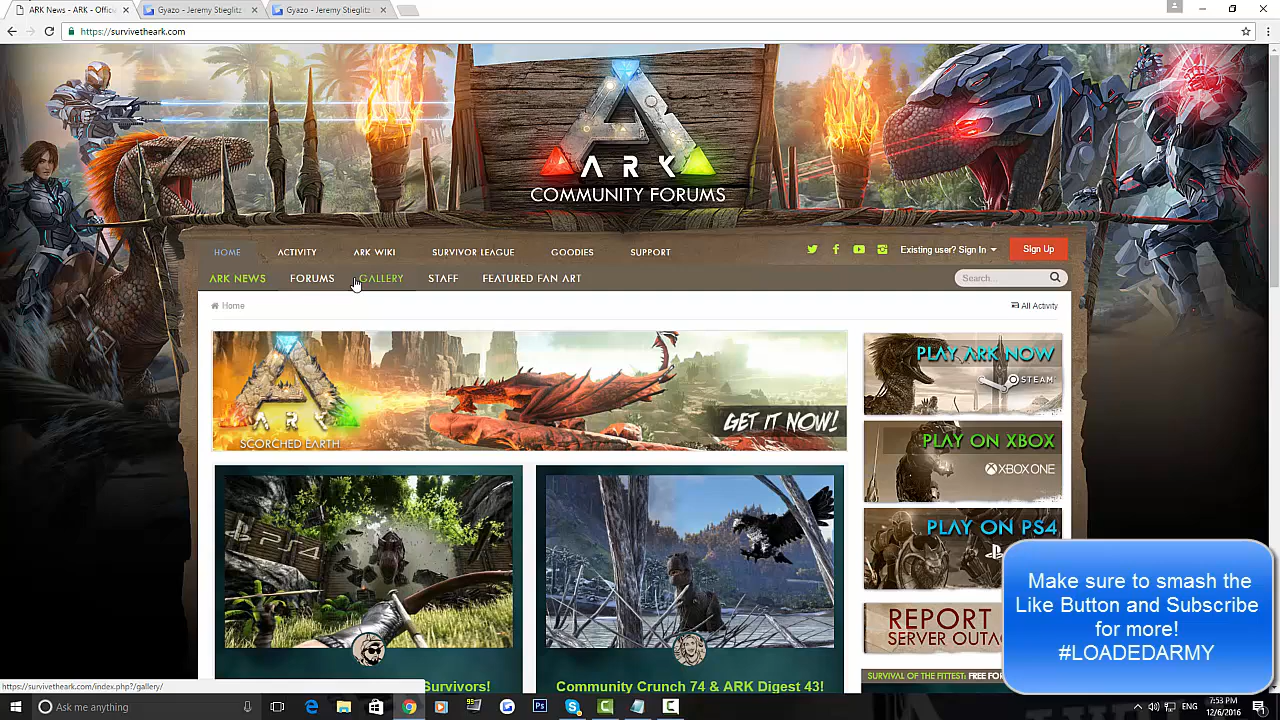 ARK News - ARK - Offic
Gyazo - Jeremy Stieglitz
Gyazo - Jeremy Stieglitz
https://survivetheark.com
ARK
COMMUNITY FORUMS
HOME
ACTIVITY
ARK WIKI
SURVIVOR LEAGUE
GOODIES
SUPPORT
Existing user? Sign In
Sign Up
ARK NEWS
FORUMS
GALLERY
STAFF
FEATURED FAN ART
Search...
Home
All Activity
ARK
SCORCHED EARTH
GET IT NOW!
PLAY ARK NOW
STEAM
PLAY ON XBOX
XBOX ONE
PLAY ON PS4
REPORT
SERVER
SURVIVAL OF THE FITTEST: FREE FOR
PS4
Survivors!
Community Crunch 74 & ARK Digest 43!
Make sure to smash the
Like Button and Subscribe
for more!
#LOADEDARMY
https://survivetheark.com/index.php?/gallery/
Ask me anything
ENG
7:53 PM
12/6/2016